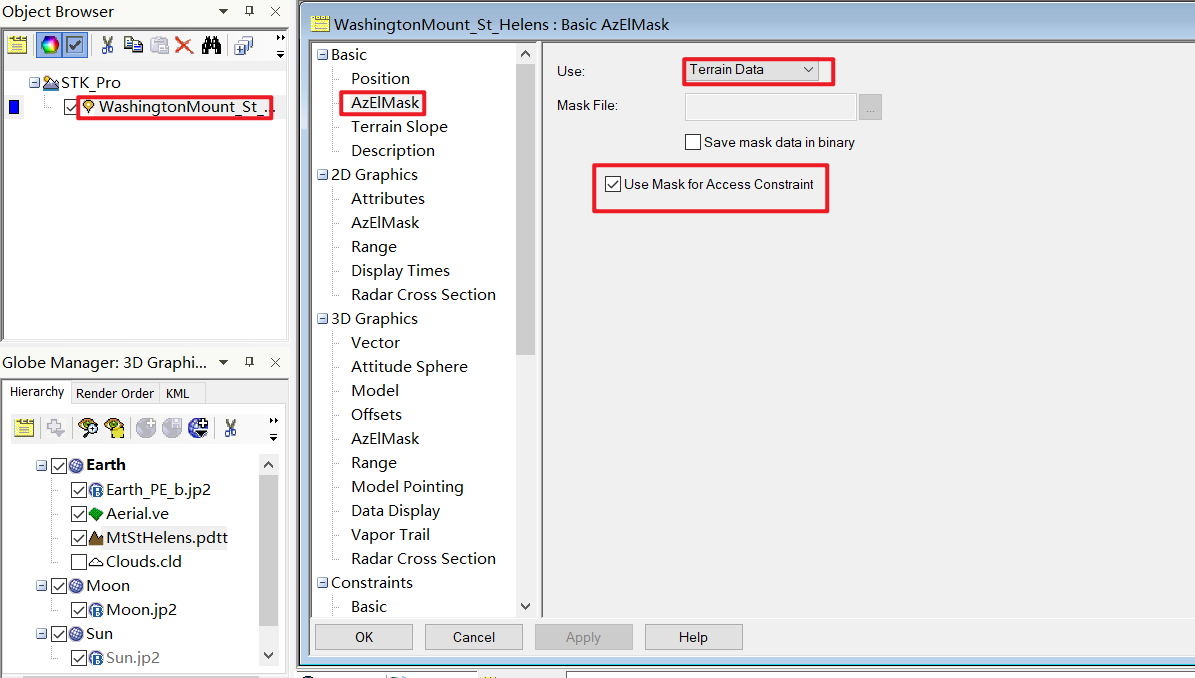 Object Browser
STK_Pro
WashingtonMount_St_...
Globe Manager: 3D Graphi...
Hierarchy
Render Order
KML
Earth
Earth_PE_b.jp2
Aerial.ve
MtStHelens.pdtt
Clouds.cld
Moon
Moon.jp2
Sun
Sun.jp2
WashingtonMount_St_Helens : Basic AzElMask
Basic
Position
AzElMask
Terrain Slope
Description
2D Graphics
Attributes
AzElMask
Range
Display Times
Radar Cross Section
3D Graphics
Vector
Attitude Sphere
Model
Offsets
AzElMask
Range
Model Pointing
Data Display
Vapor Trail
Radar Cross Section
Constraints
Basic
Use:
Terrain Data
Mask File:
...
Save mask data in binary
Use Mask for Access Constraint
OK
Cancel
Apply
Help